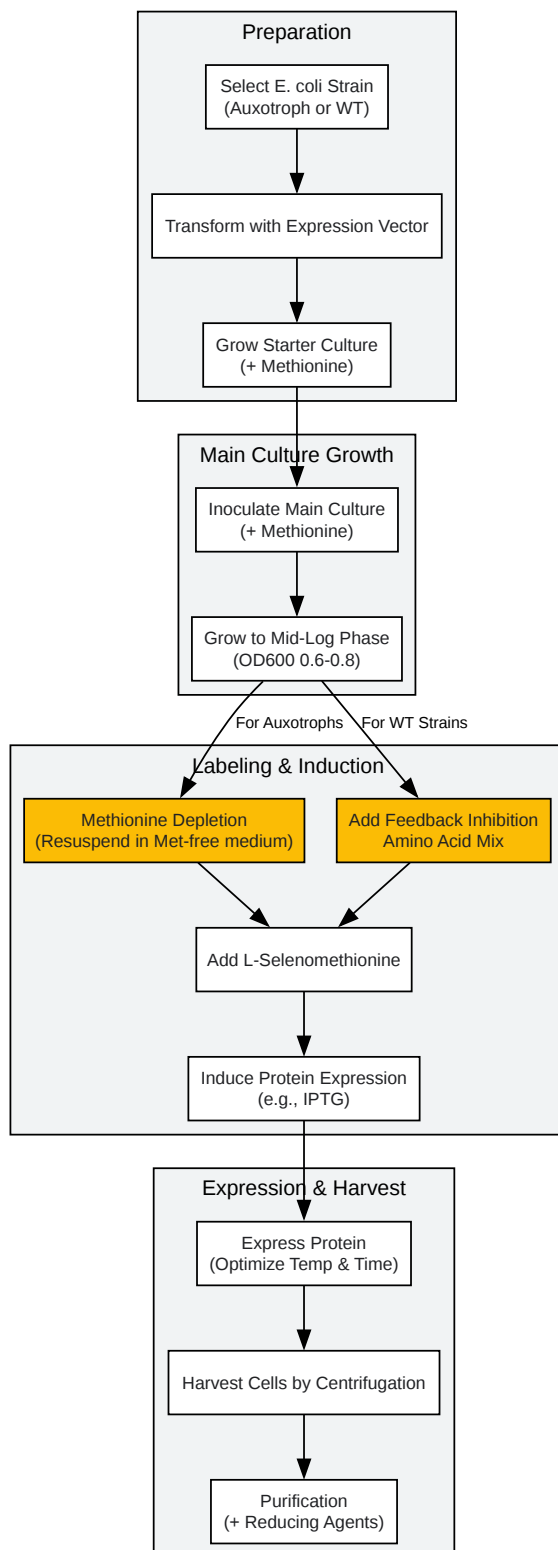 Preparation
Select E. coli Strain
(Auxotroph or WT)
Transform with Expression Vector
Grow Starter Culture
(+ Methionine)
Main Culture Growth
Inoculate Main Culture
(+ Methionine)
Grow to Mid-Log Phase
(OD600 0.6-0.8)
For Auxotrophs
For WT Strains
Labeling & Induction
Methionine Depletion
(Resuspend in Met-free medium)
Add Feedback Inhibition
Amino Acid Mix
Add L-Selenomethionine
Induce Protein Expression
(e.g., IPTG)
Expression & Harvest
Express Protein
(Optimize Temp & Time)
Harvest Cells by Centrifugation
Purification
(+ Reducing Agents)